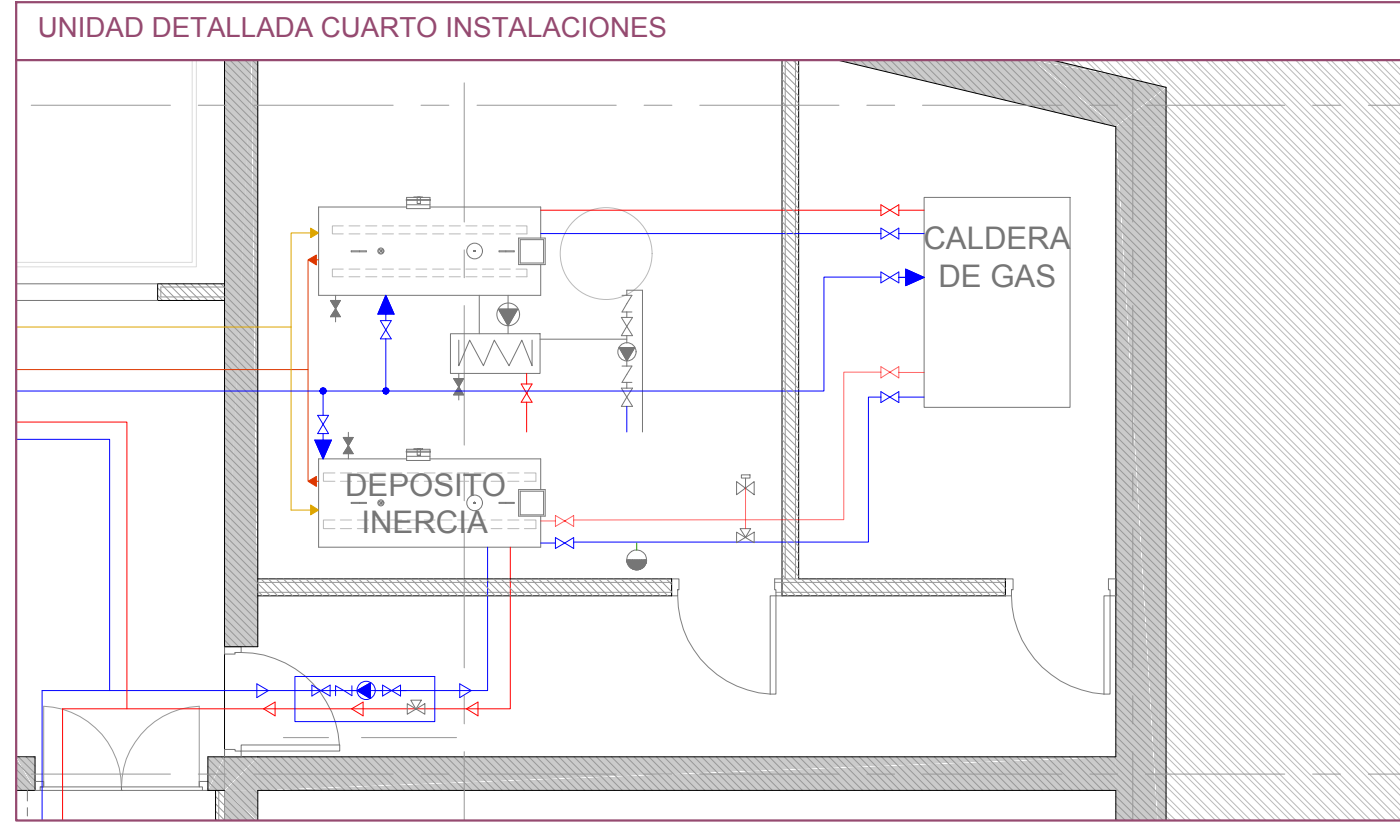 UNIDAD DETALLADA CUARTO INSTALACIONES
CALDERA
DE GAS
DEPOSITO
INERCIA